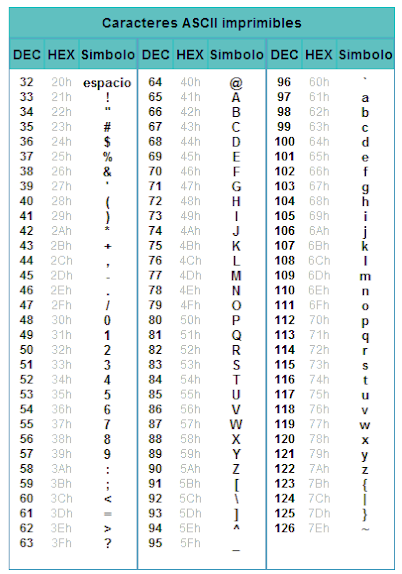 Caracteres ASCII imprimibles
DEC HEX Simbolo DEC HEX Simbolo DEC HEX Simbolo
32 20h espacio 64 40h @ 96 60h `
33 21h ! 65 41h A 97 61h a
34 22h " 66 42h B 98 62h b
35 23h # 67 43h C 99 63h c
36 24h $ 68 44h D 100 64h d
37 25h % 69 45h E 101 65h e
38 26h & 70 46h F 102 66h f
39 27h ' 71 47h G 103 67h g
40 28h ( 72 48h H 104 68h h
41 29h ) 73 49h I 105 69h i
42 2Ah * 74 4Ah J 106 6Ah j
43 2Bh + 75 4Bh K 107 6Bh k
44 2Ch , 76 4Ch L 108 6Ch l
45 2Dh - 77 4Dh M 109 6Dh m
46 2Eh . 78 4Eh N 110 6Eh n
47 2Fh / 79 4Fh O 111 6Fh o
48 30h 0 80 50h P 112 70h p
49 31h 1 81 51h Q 113 71h q
50 32h 2 82 52h R 114 72h r
51 33h 3 83 53h S 115 73h s
52 34h 4 84 54h T 116 74h t
53 35h 5 85 55h U 117 75h u
54 36h 6 86 56h V 118 76h v
55 37h 7 87 57h W 119 77h w
56 38h 8 88 58h X 120 78h x
57 39h 9 89 59h Y 121 79h y
58 3Ah : 90 5Ah Z 122 7Ah z
59 3Bh ; 91 5Bh [ 123 7Bh {
60 3Ch < 92 5Ch \ 124 7Ch |
61 3Dh = 93 5Dh ] 125 7Dh }
62 3Eh > 94 5Eh ^ 126 7Eh ~
63 3Fh ? 95 5Fh _